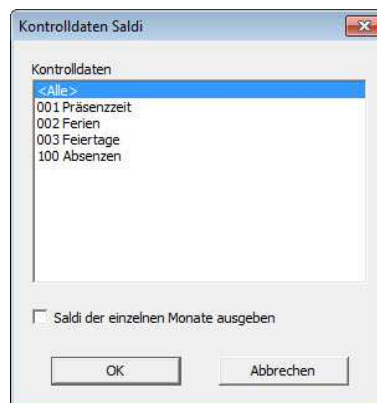 Kontrolldaten Saldi
Kontrolldaten
<Alle>
001 Präsenzzeit
002 Ferien
003 Feiertage
100 Absenzen
Saldi der einzelnen Monate ausgeben
OK
Abbrechen